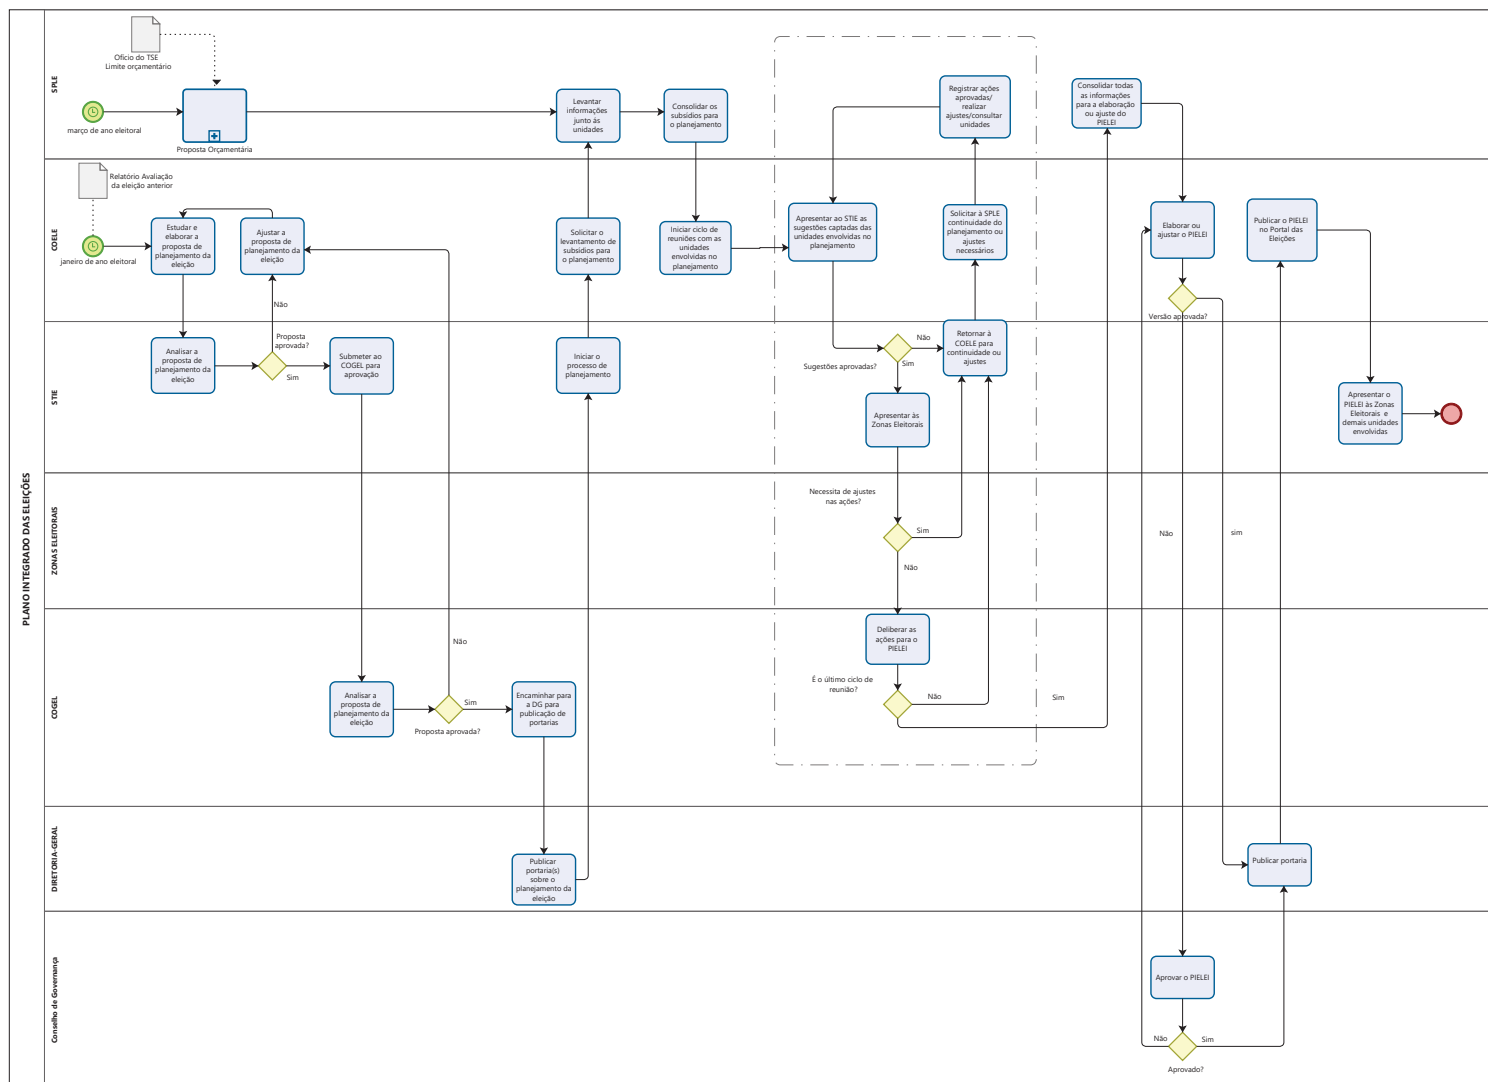 PLANO INTEGRADO DAS ELEIÇÕES
SPLE
Ofício do TSE
Limite orçamentário
março de ano eleitoral
Proposta Orçamentária
Levantar
informações
junto às
unidades
Consolidar os
subsídios para
o planejamento
Registrar ações
aprovadas/
realizar
ajustes/consultar
unidades
Consolidar todas
as informações
para a elaboração
ou ajuste do
PIELEI
COELE
Relatório Avaliação
da eleição anterior
janeiro de ano eleitoral
Estudar e
elaborar a
proposta de
planejamento da
eleição
Ajustar a
proposta de
planejamento da
eleição
Não
Solicitar o
levantamento de
subsídios para
o planejamento
Iniciar ciclo de
reuniões com as
unidades
envolvidas no
planejamento
Apresentar ao STIE as
sugestões captadas das
unidades envolvidas no
planejamento
Solicitar à SPLE
continuidade do
planejamento ou
ajustes
necessários
Elaborar ou
ajustar o PIELEI
Versão aprovada?
Publicar o PIELEI
no Portal das
Eleições
STIE
Analisar a
proposta de
planejamento da
eleição
Proposta
aprovada?
Sim
Submeter ao
COGEL para
aprovação
Iniciar o
processo de
planejamento
Sugestões aprovadas?
Não
Sim
Retornar à
COELE para
continuidade ou
ajustes
Apresentar às
Zonas Eleitorais
Apresentar o
PIELEI às Zonas
Eleitorais e
demais unidades
envolvidas
ZONAS ELEITORAIS
Necessita de ajustes
nas ações?
Sim
Não
Não
sim
COGEL
Analisar a
proposta de
planejamento da
eleição
Não
Sim
Proposta aprovada?
Encaminhar para
a DG para
publicação de
portarias
Deliberar as
ações para o
PIELEI
É o último ciclo de
reunião?
Não
Sim
DIRETORIA-GERAL
Publicar
portaria(s)
sobre o
planejamento da
eleição
Publicar portaria
Conselho de Governança
Aprovar o PIELEI
Não
Sim
Aprovado?